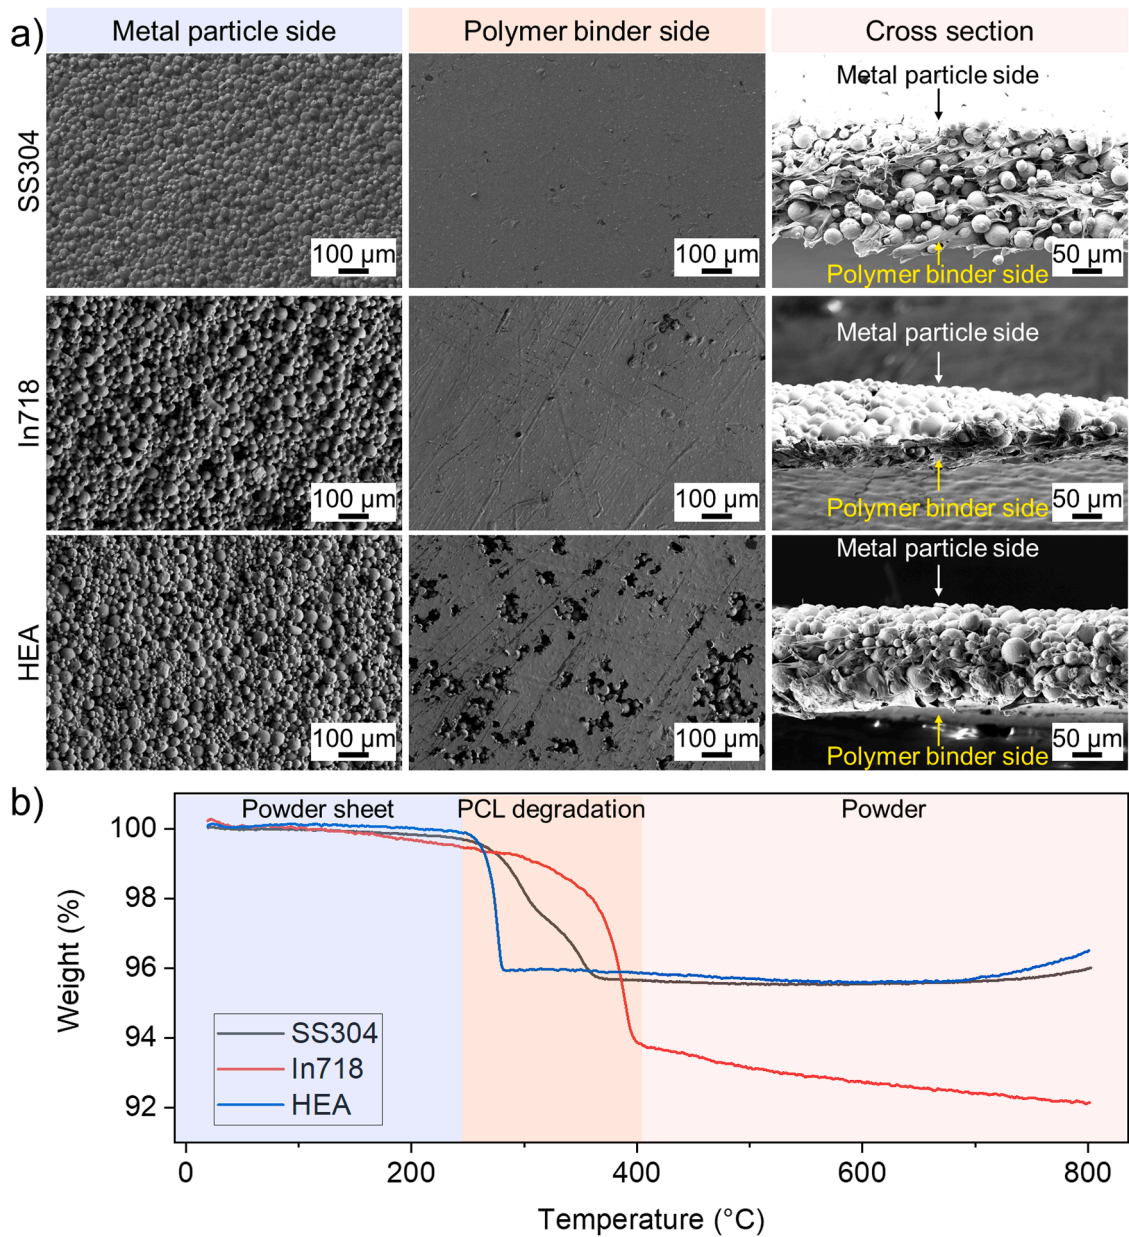 a)
Metal particle side
Polymer binder side
Cross section
SS304
100 µm
100 µm
Metal particle side
Polymer binder side
50 µm
In718
100 µm
100 µm
Metal particle side
Polymer binder side
50 µm
HEA
100 µm
100 µm
Metal particle side
Polymer binder side
50 µm
b)
Powder sheet
PCL degradation
Powder
100
98
96
94
92
Weight (%)
SS304
In718
HEA
0
200
400
600
800
Temperature (°C)